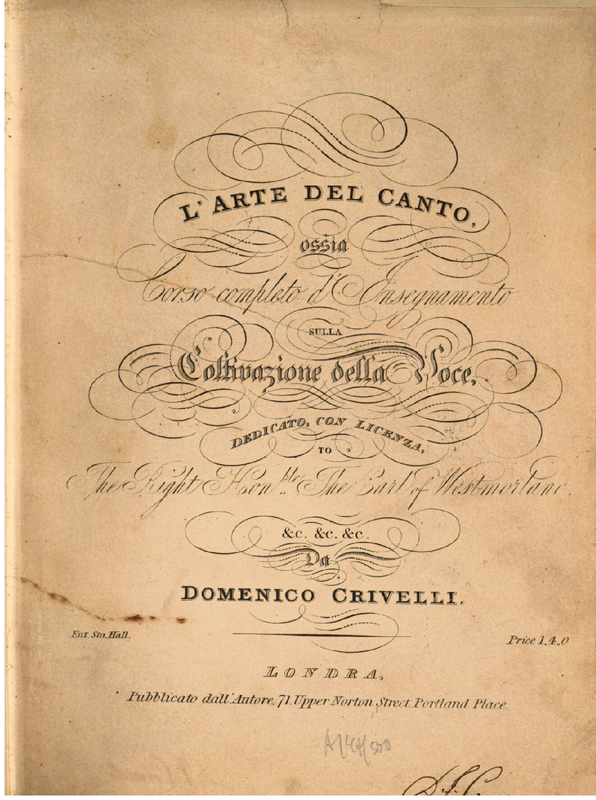 L'ARTE DEL CANTO,
ossia
Corso completo d'Insegnamento
SULLA
Coltivazione della Voce,
DEDICATO, CON LICENZA,
TO
The Right Hon.ble The Earl of Westmorland.
&c. &c. &c.
Da
DOMENICO CRIVELLI.
Ent. Sta. Hall.
Price 1,4,0
LONDRA,
Pubblicato dall'Autore, 71, Upper Norton Street, Portland Place.